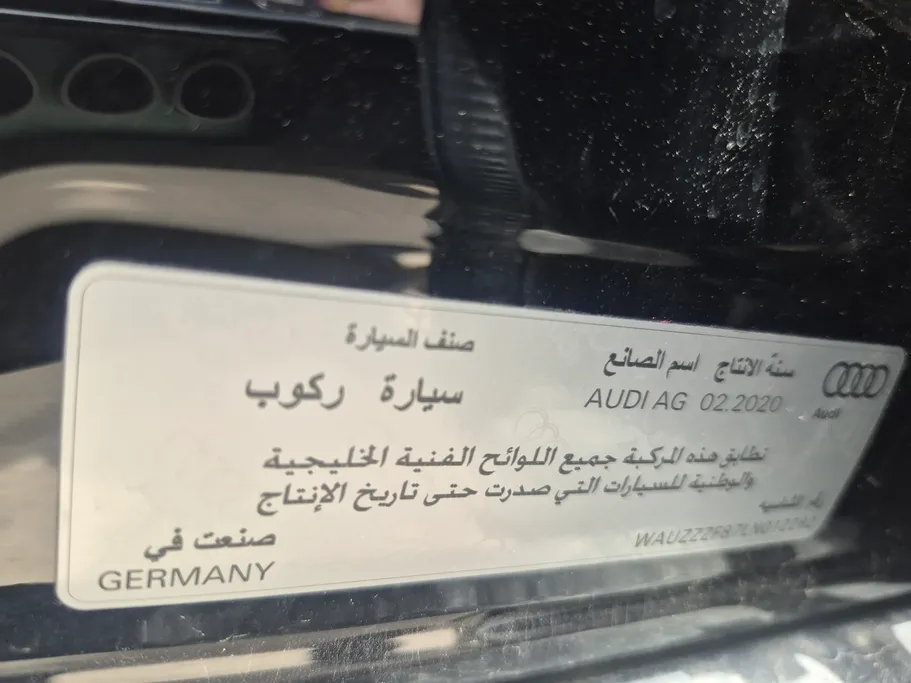 Audi
سنة الانتاج اسم الصانع
AUDI AG 02.2020
صنف السيارة
سيارة ركوب
تطابق هذه المركبة جميع اللوائح الفنية الخليجية
والوطنية للسيارات التي صدرت حتى تاريخ الإنتاج
رقم
صنعت في
GERMANY